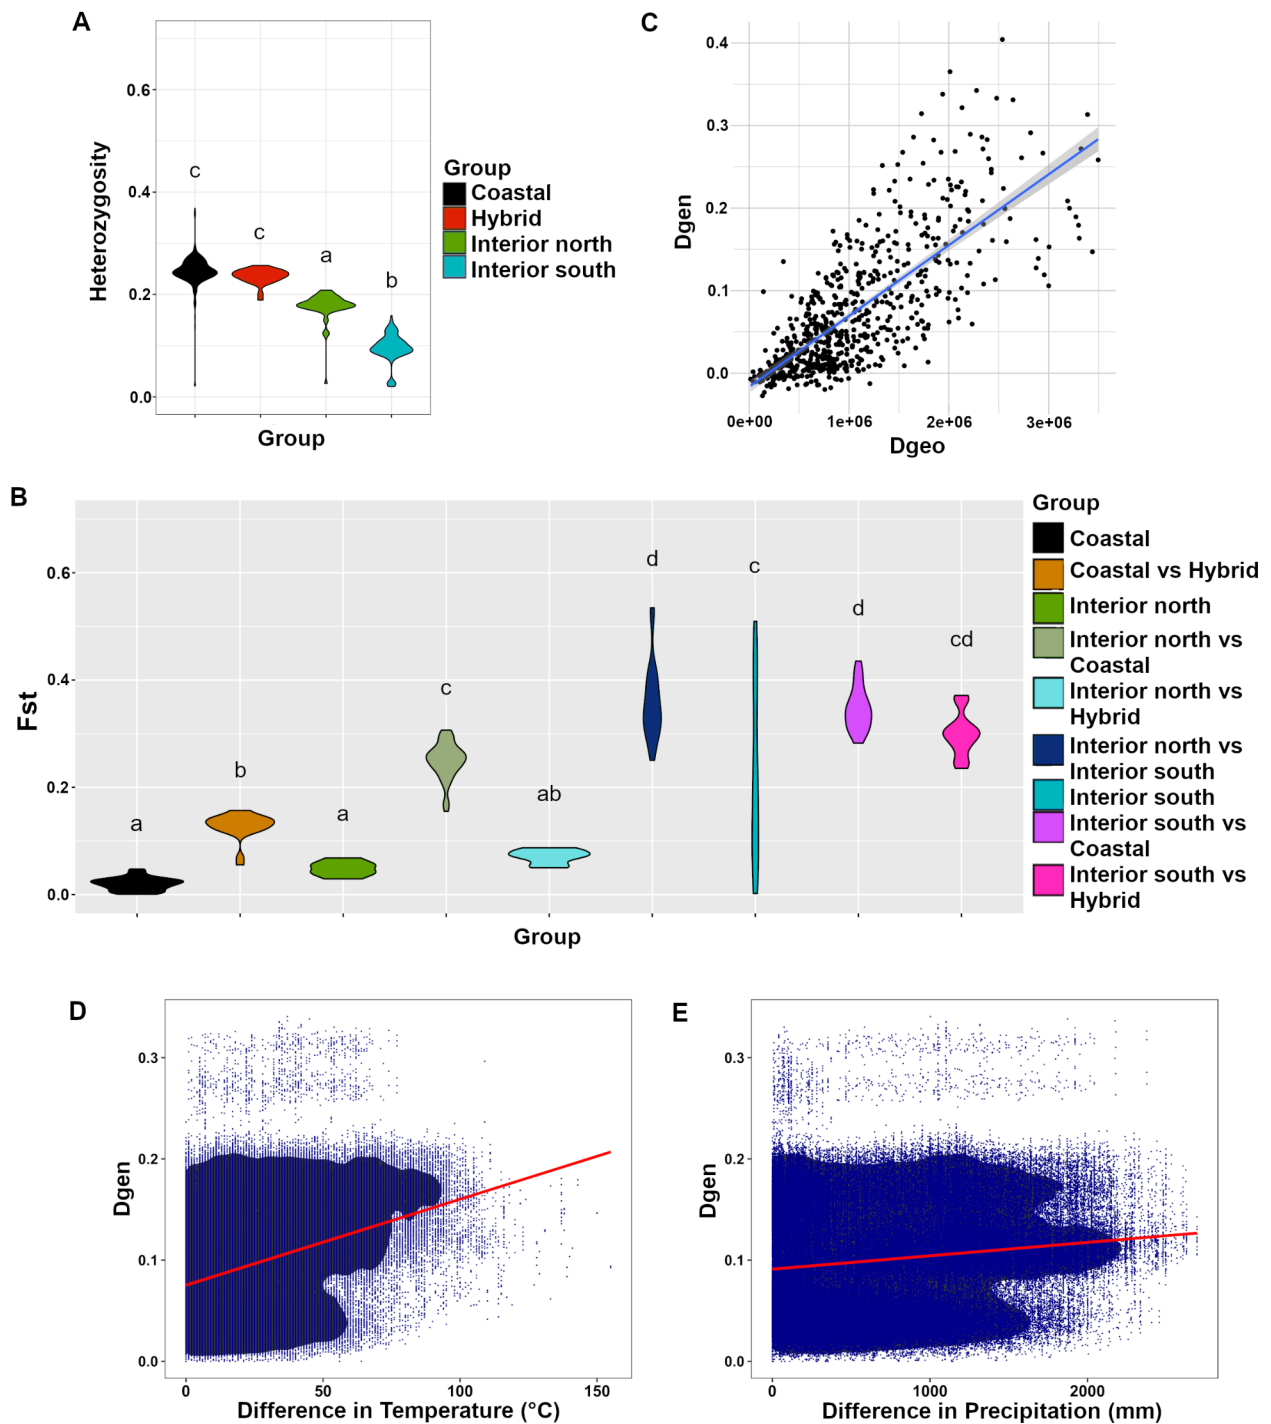 A
Heterozygosity
0.6
0.4
0.2
0.0
c
c
a
b
Group
Group
Coastal
Hybrid
Interior north
Interior south
C
Dgen
0.4
0.3
0.2
0.1
0.0
0e+00
1e+06
2e+06
3e+06
Dgeo
B
Fst
0.6
0.4
0.2
0.0
a
b
a
c
ab
d
c
d
cd
Group
Group
Coastal
Coastal vs Hybrid
Interior north
Interior north vs
Coastal
Interior north vs
Hybrid
Interior north vs
Interior south
Interior south
Interior south vs
Coastal
Interior south vs
Hybrid
D
Dgen
0.3
0.2
0.1
0.0
0
50
100
150
Difference in Temperature (°C)
E
Dgen
0.3
0.2
0.1
0.0
0
1000
2000
Difference in Precipitation (mm)